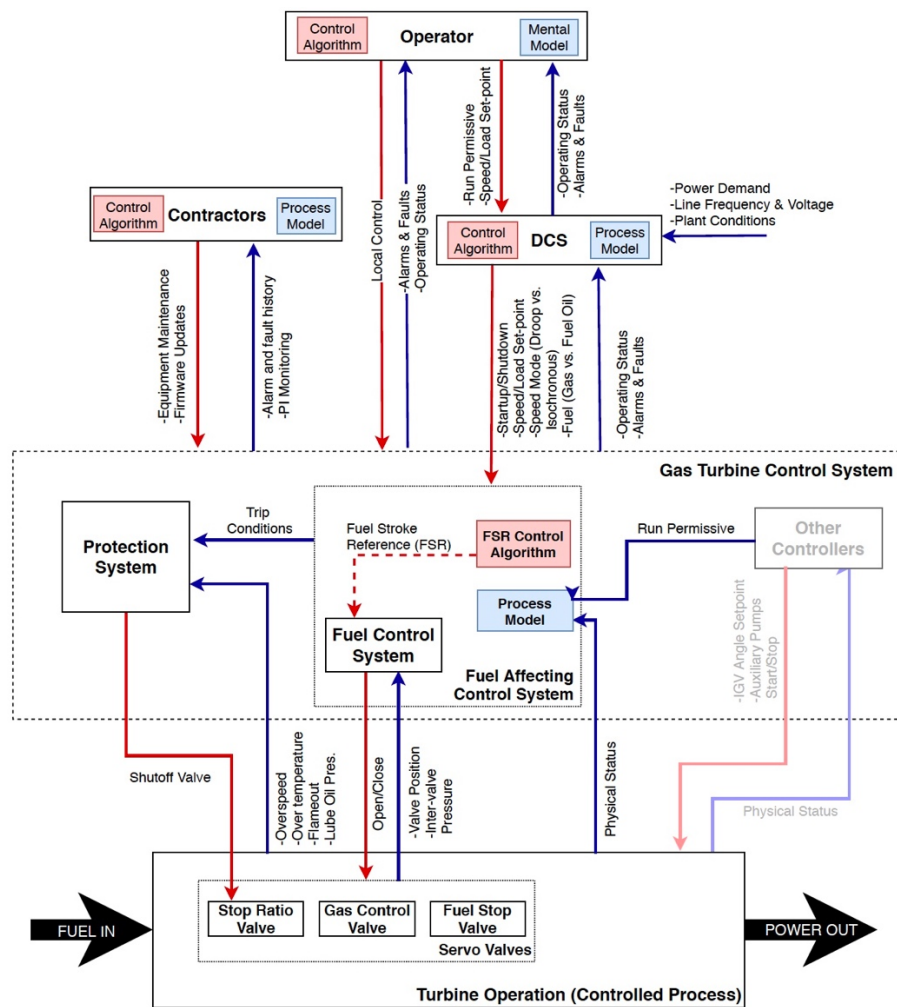 Control
Algorithm
Operator
Mental
Model
-Run Permissive
-Speed/Load Set-point
-Operating Status
-Alarms & Faults
Control
Algorithm
Contractors
Process
Model
Local Control
-Alarms & Faults
-Operating Status
Control
Algorithm
DCS
Process
Model
-Power Demand
-Line Frequency & Voltage
-Plant Conditions
-Equipment Maintenance
-Firmware Updates
-Alarm and fault history
-PI Monitoring
-Startup/Shutdown
-Speed/Load Set-point
-Speed Mode (Droop vs.
Isochronous)
-Fuel (Gas vs. Fuel Oil)
-Operating Status
-Alarms & Faults
Gas Turbine Control System
Protection
System
Trip
Conditions
Fuel Stroke
Reference (FSR)
FSR Control
Algorithm
Run Permissive
Other
Controllers
Process
Model
Fuel Control
System
Fuel Affecting
Control System
-IGV Angle Setpoint
-Auxiliary Pumps
Start/Stop
Shutoff Valve
-Overspeed
-Over temperature
-Flameout
-Lube Oil Pres.
Open/Close
-Valve Position
-Inter-valve
Pressure
Physical Status
Physical Status
FUEL IN
Stop Ratio
Valve
Gas Control
Valve
Fuel Stop
Valve
Servo Valves
POWER OUT
Turbine Operation (Controlled Process)